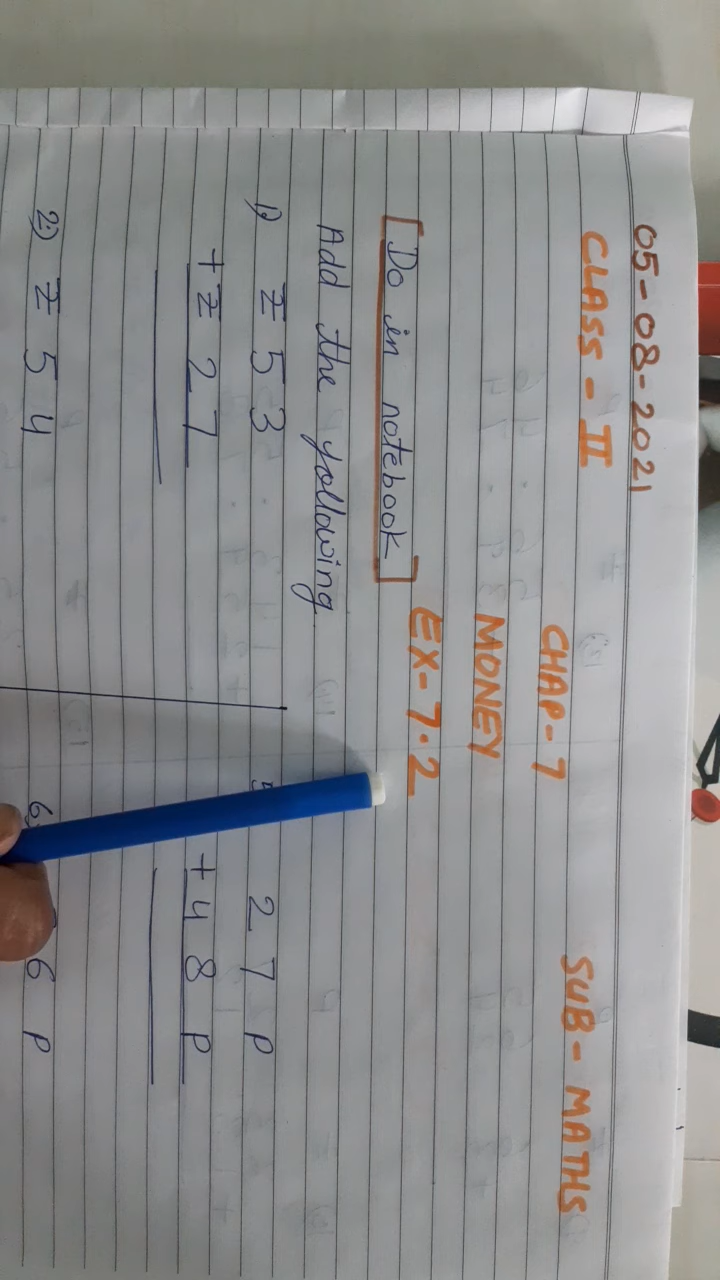 05-08-2021
CLASS - II
SUB - MATHS
CHAP-7
MONEY
EX-7.2
[Do in notebook]
Add the following.
1) ₹ 5 3
+ ₹ 2 7
2 7 p
+ 4 8 p
2) ₹ 5 4
6) 6 p